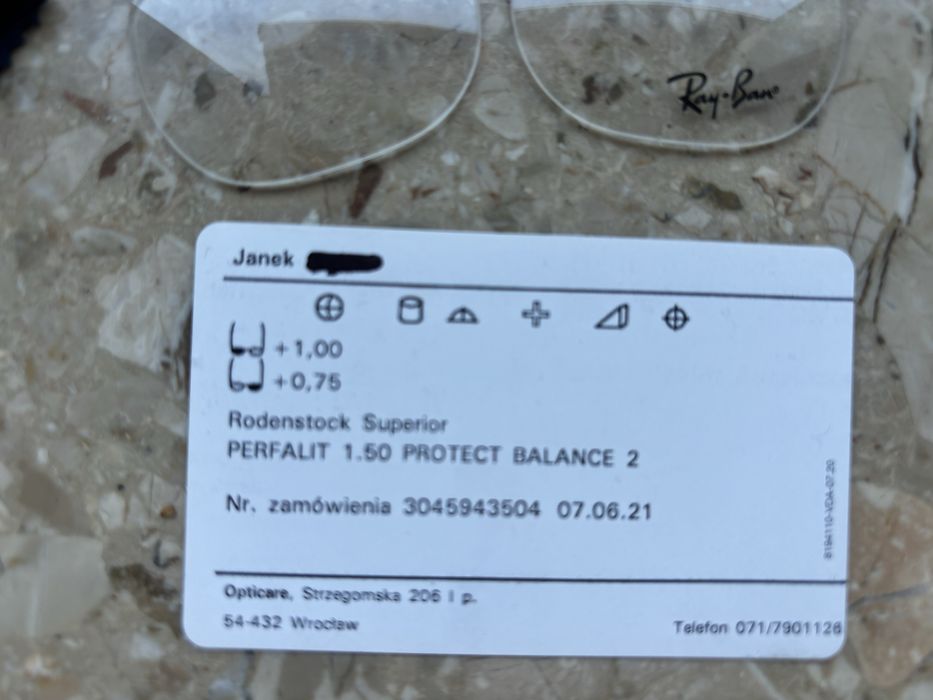 Ray-Ban
Janek
+1,00
+0,75
Rodenstock Superior
PERFALIT 1.50 PROTECT BALANCE 2
Nr. zamówienia 3045943504 07.06.21
Opticare, Strzegomska 206 I p.
54-432 Wrocław
Telefon 071/7901126